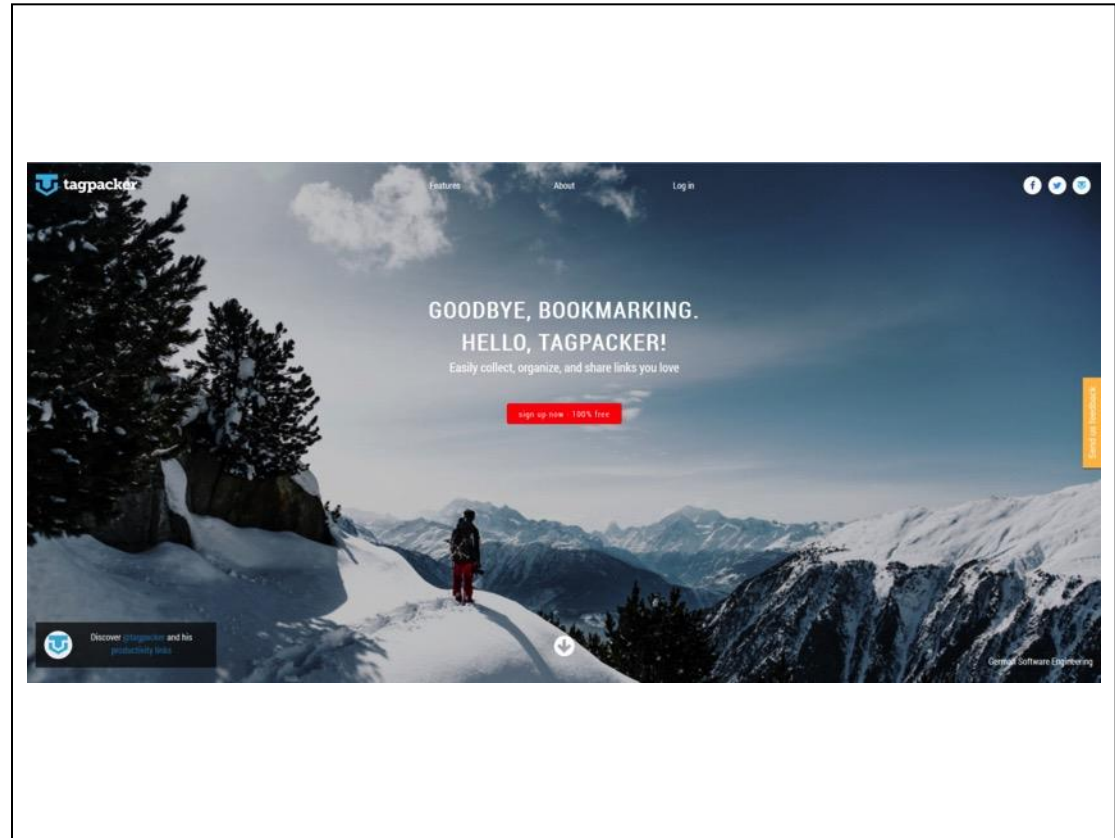 tagpacker
Features
About
Log in
GOODBYE, BOOKMARKING.
HELLO, TAGPACKER!
Easily collect, organize, and share links you love
sign up now - 100% free
Send us feedback
Discover @tagpacker and his
productivity links
German Software Engineering